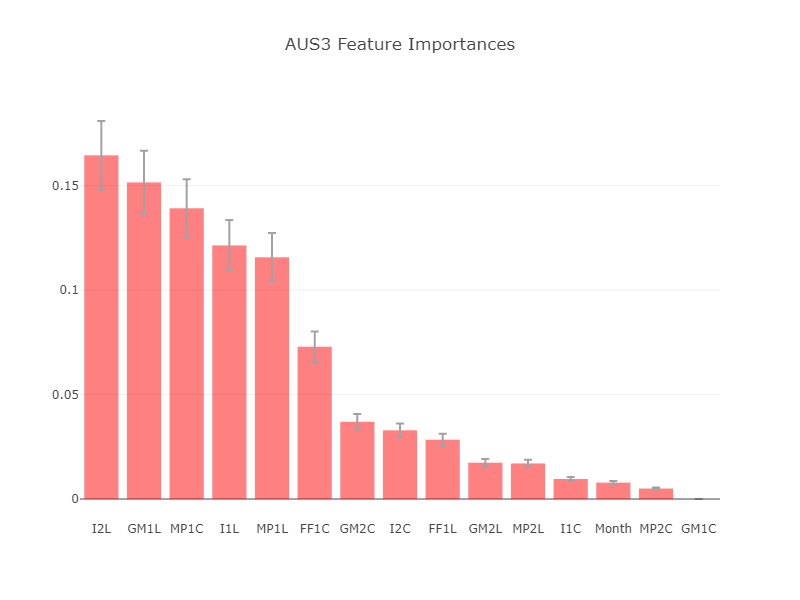 AUS3 Feature Importances
0.15
0.1
0.05
0
I2L GM1L MP1C I1L MP1L FF1C GM2C I2C FF1L GM2L MP2L I1C Month MP2C GM1C